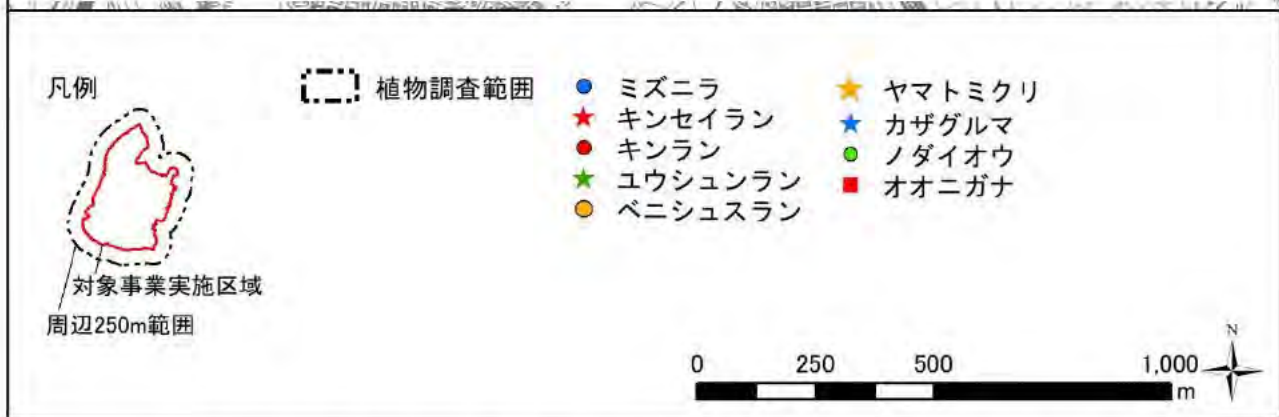 凡例
植物調査範囲
ミズニラ
キンセイラン
キンラン
ユウシュンラン
ベニシュスラン
ヤマトミクリ
カザグルマ
ノダイオウ
オオニガナ
対象事業実施区域
周辺250m範囲
N
0 250 500 1,000
m